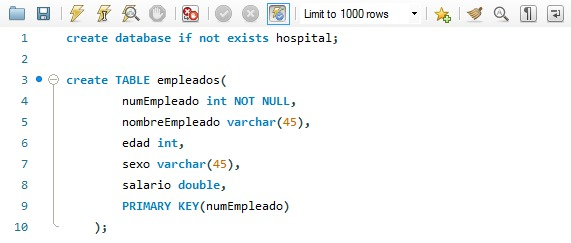 Limit to 1000 rows
1 create database if not exists hospital;
2
3 create TABLE empleados(
4 numEmpleado int NOT NULL,
5 nombreEmpleado varchar(45),
6 edad int,
7 sexo varchar(45),
8 salario double,
9 PRIMARY KEY(numEmpleado)
10 );